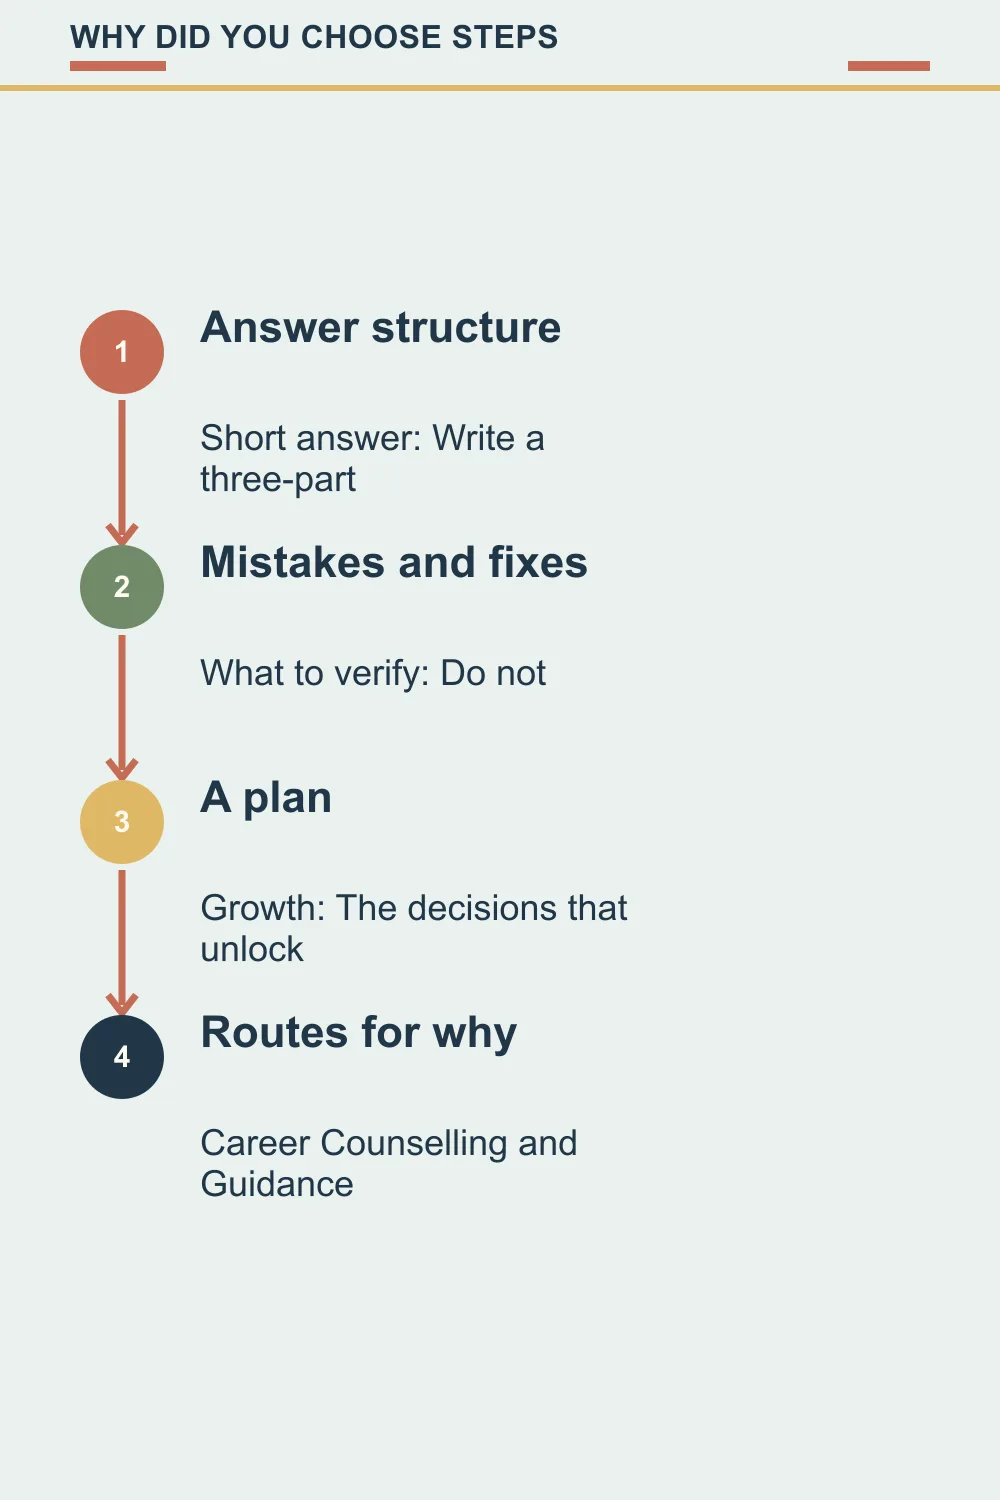 WHY DID YOU CHOOSE STEPS
1
Answer structure
Short answer: Write a
three-part
2
Mistakes and fixes
What to verify: Do not
3
A plan
Growth: The decisions that
unlock
4
Routes for why
Career Counselling and
Guidance